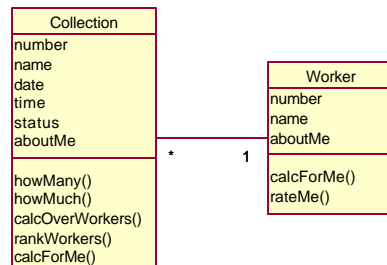 Collection
number
name
date
time
status
aboutMe
howMany()
howMuch()
calcOverWorkers()
rankWorkers()
calcForMe()
* 1
Worker
number
name
aboutMe
calcForMe()
rateMe()